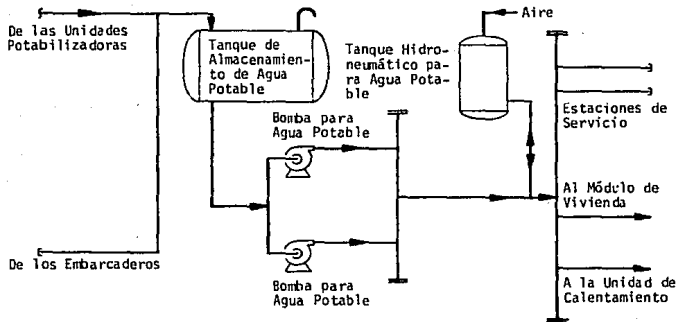 De las Unidades
Potabilizadoras
Tanque de
Almacenamien-
to de Agua
Potable
Aire
Tanque Hidro-
neumático pa-
ra Agua Pota-
ble
Bomba para
Agua Potable
Estaciones de
Servicio
Al Módulo de
Vivienda
De los Embarcaderos
Bomba para
Agua Potable
A la Unidad de
Calentamiento